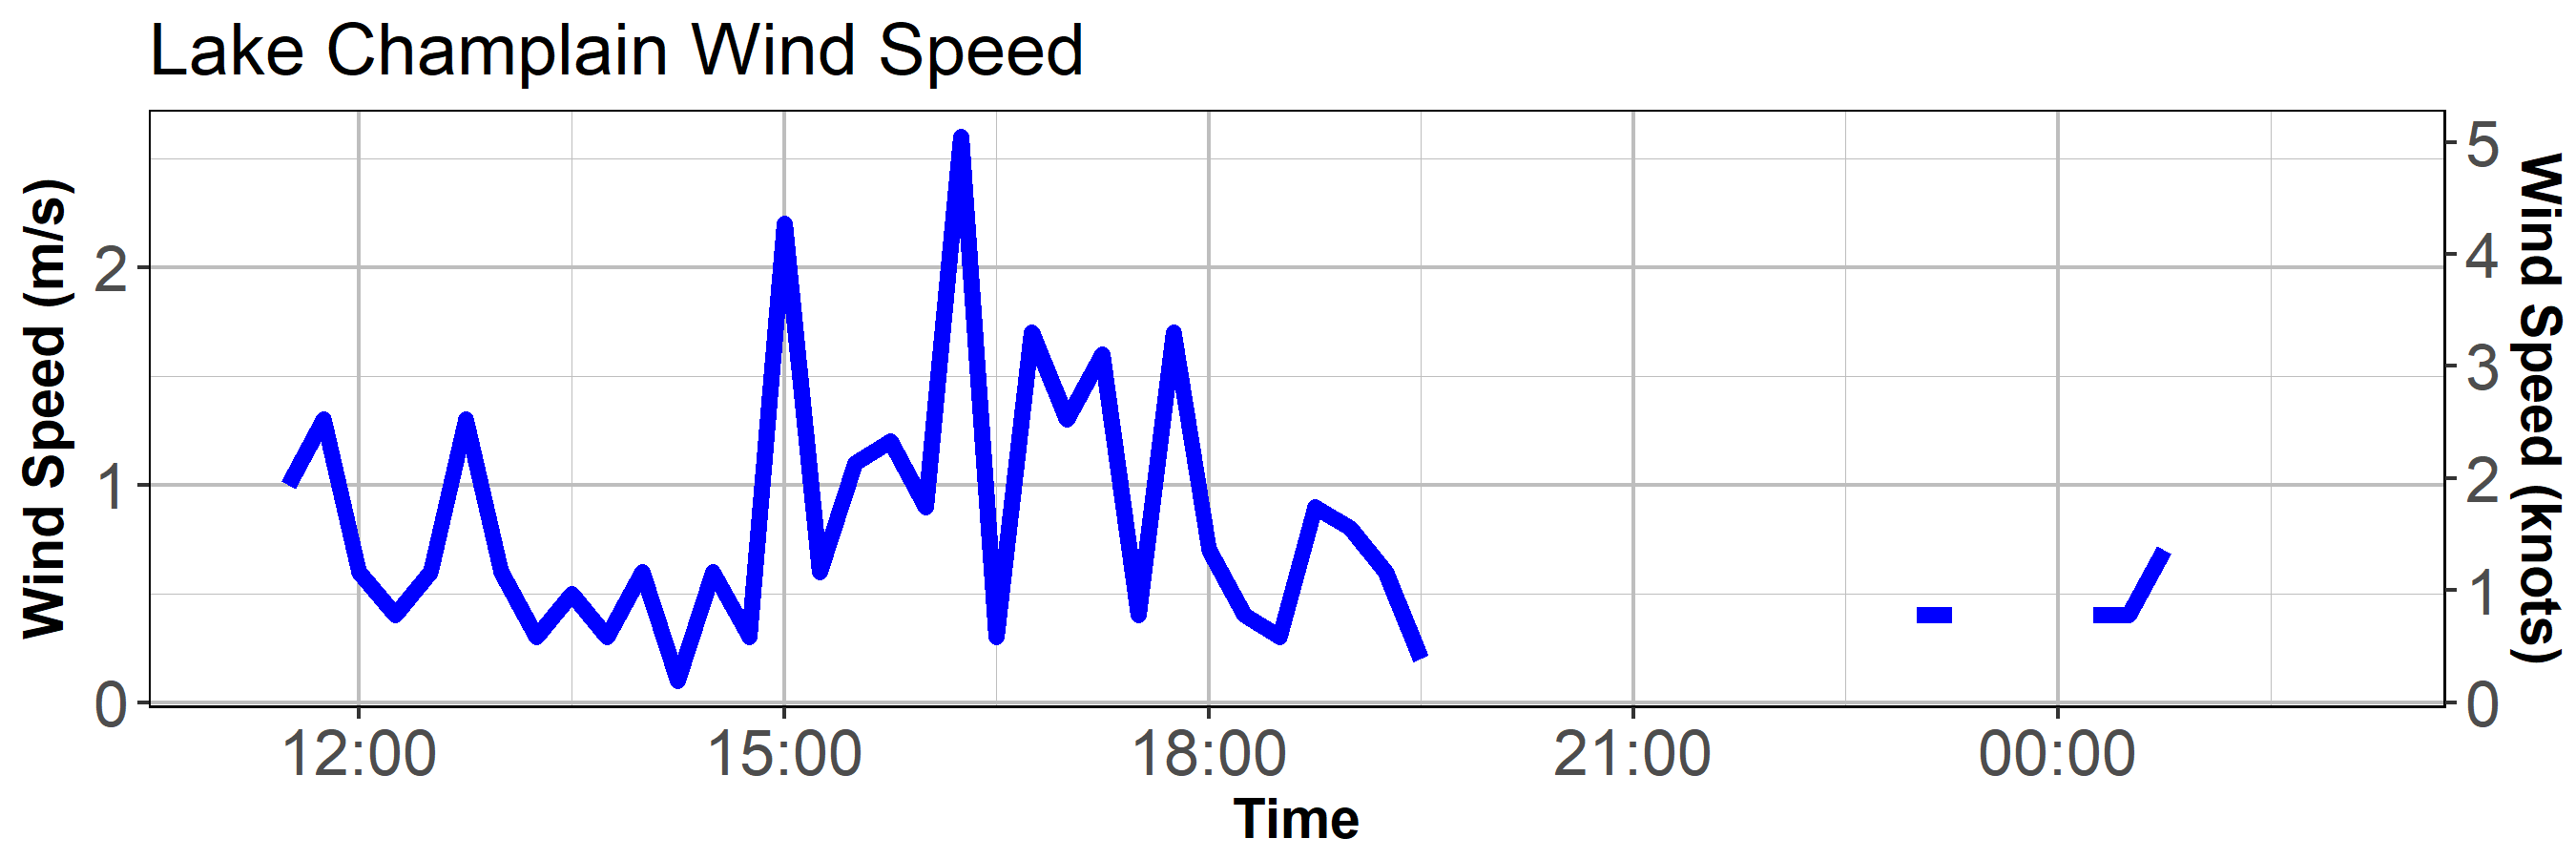 Lake Champlain Wind Speed
Wind Speed (m/s)
2
1
0
5
4
3
2
1
0
Wind Speed (knots)
12:00 15:00 18:00 21:00 00:00
Time